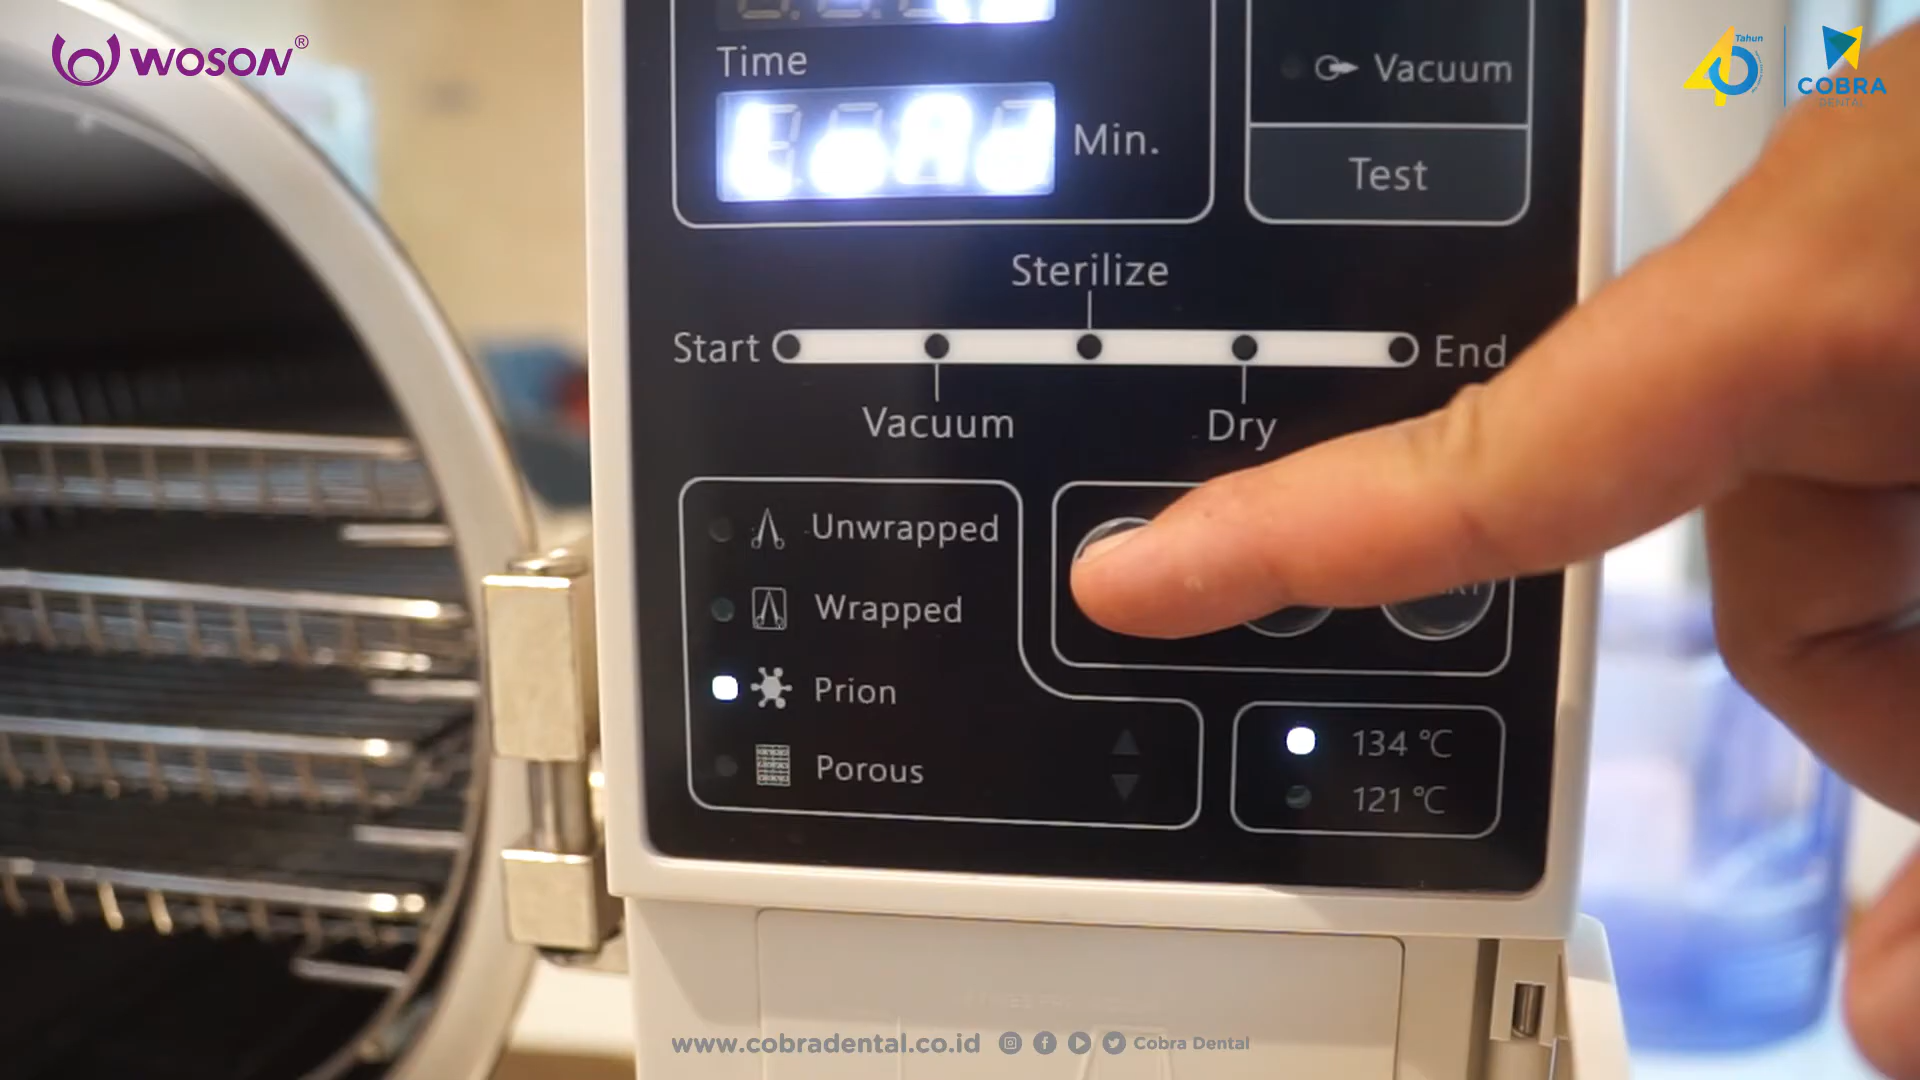 WOSON®
Tahun
40
COBRA
DENTAL
Time
LoAd Min.
Vacuum
Test
Sterilize
Start
End
Vacuum
Dry
Unwrapped
Wrapped
Prion
Porous
134 °C
121 °C
www.cobradental.co.id
Cobra Dental